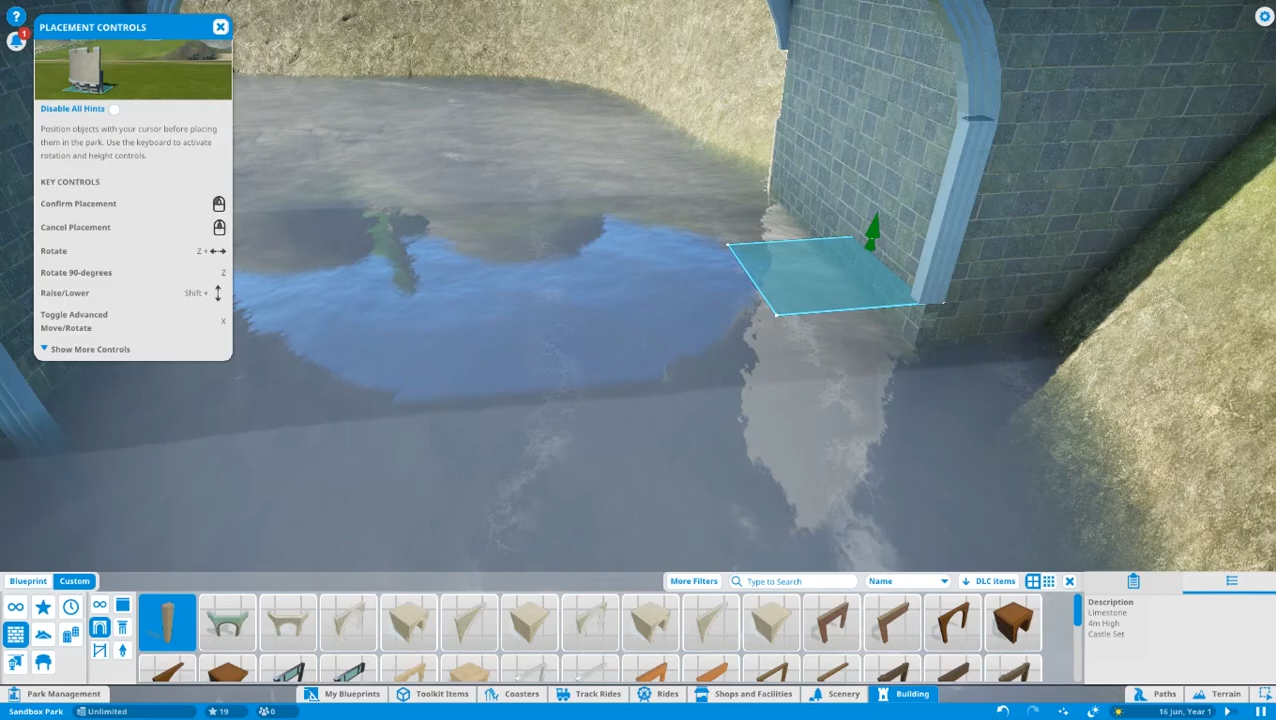 ?
1
PLACEMENT CONTROLS
Disable All Hints
Position objects with your cursor before placing
them in the park. Use the keyboard to activate
rotation and height controls.
KEY CONTROLS
Confirm Placement
Cancel Placement
Rotate Z +
Rotate 90-degrees Z
Raise/Lower Shift +
Toggle Advanced
Move/Rotate X
Show More Controls
Blueprint Custom More Filters Type to Search Name DLC items
Description
Limestone
4m High
Castle Set
Park Management My Blueprints Toolkit Items Coasters Track Rides Rides Shops and Facilities Scenery Building Paths Terrain
Sandbox Park Unlimited 19 0 16 Jun, Year 1